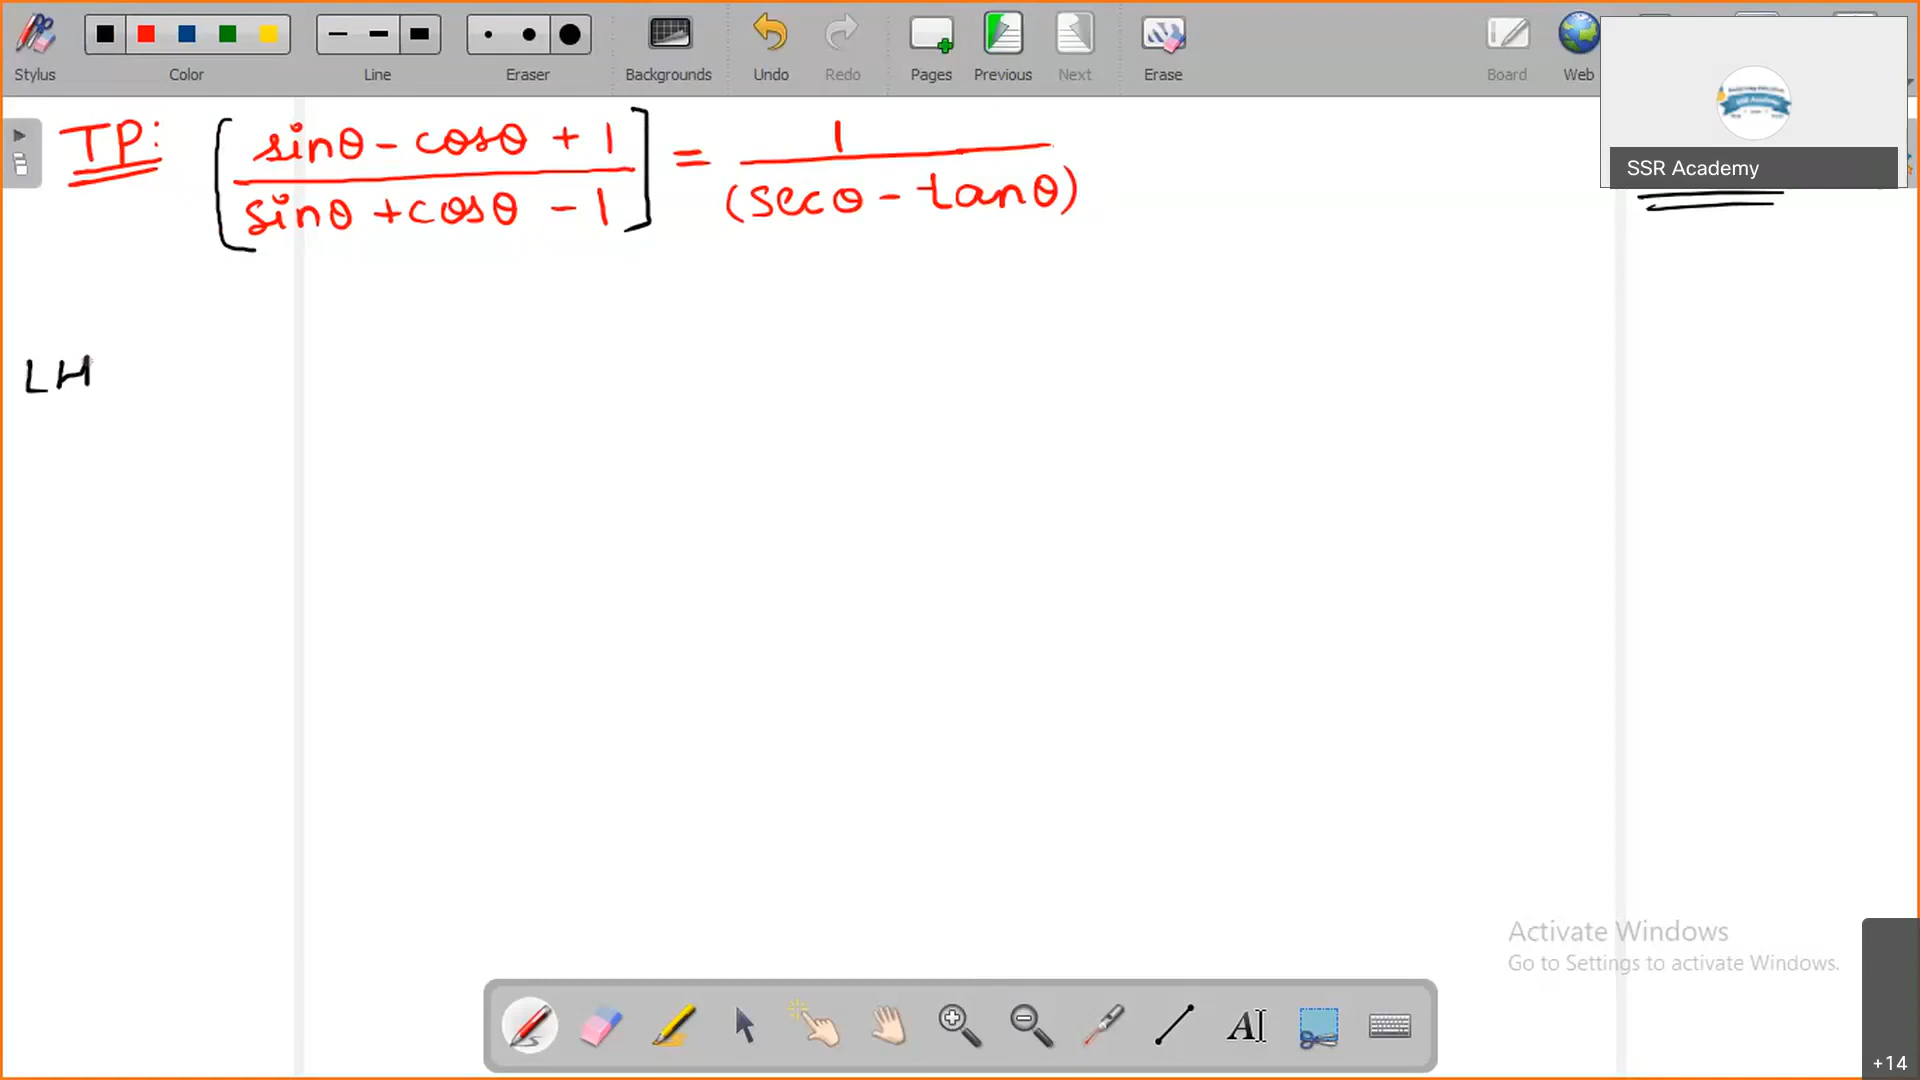 Stylus Color Line Eraser Backgrounds Undo Redo Pages Previous Next Erase Board Web
SSR Academy
TP: [sinθ - cosθ + 1 / sinθ + cosθ - 1] = 1 / (secθ - tanθ)
LH
Activate Windows
Go to Settings to activate Windows.
+14